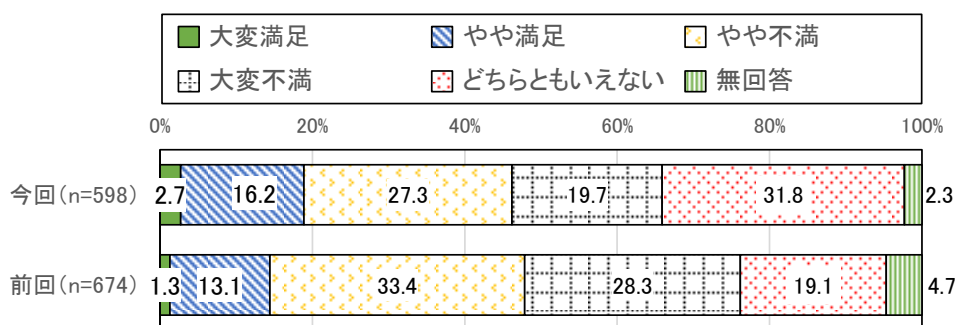 大変満足 やや満足 やや不満
大変不満 どちらともいえない 無回答
0% 20% 40% 60% 80% 100%
今回(n=598) 2.7 16.2 27.3 19.7 31.8 2.3
前回(n=674) 1.3 13.1 33.4 28.3 19.1 4.7